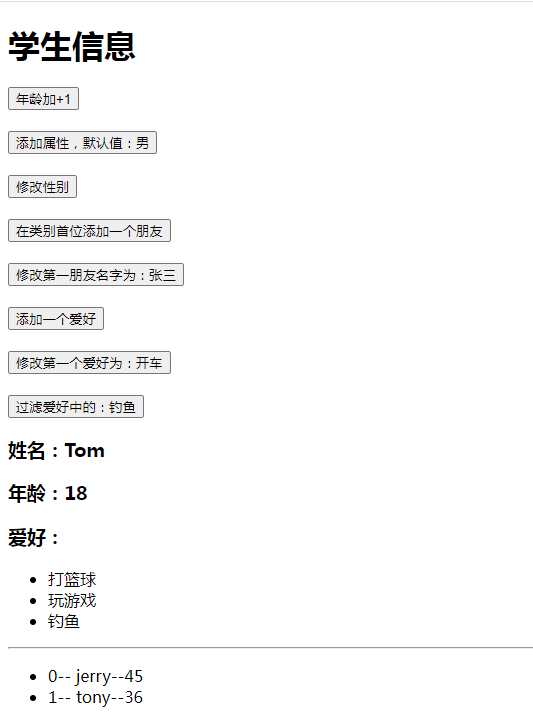 学生信息
年龄加+1
添加属性，默认值：男
修改性别
在类别首位添加一个朋友
修改第一朋友名字为：张三
添加一个爱好
修改第一个爱好为：开车
过滤爱好中的：钓鱼
姓名：Tom
年龄：18
爱好：
打篮球
玩游戏
钓鱼
0-- jerry--45
1-- tony--36